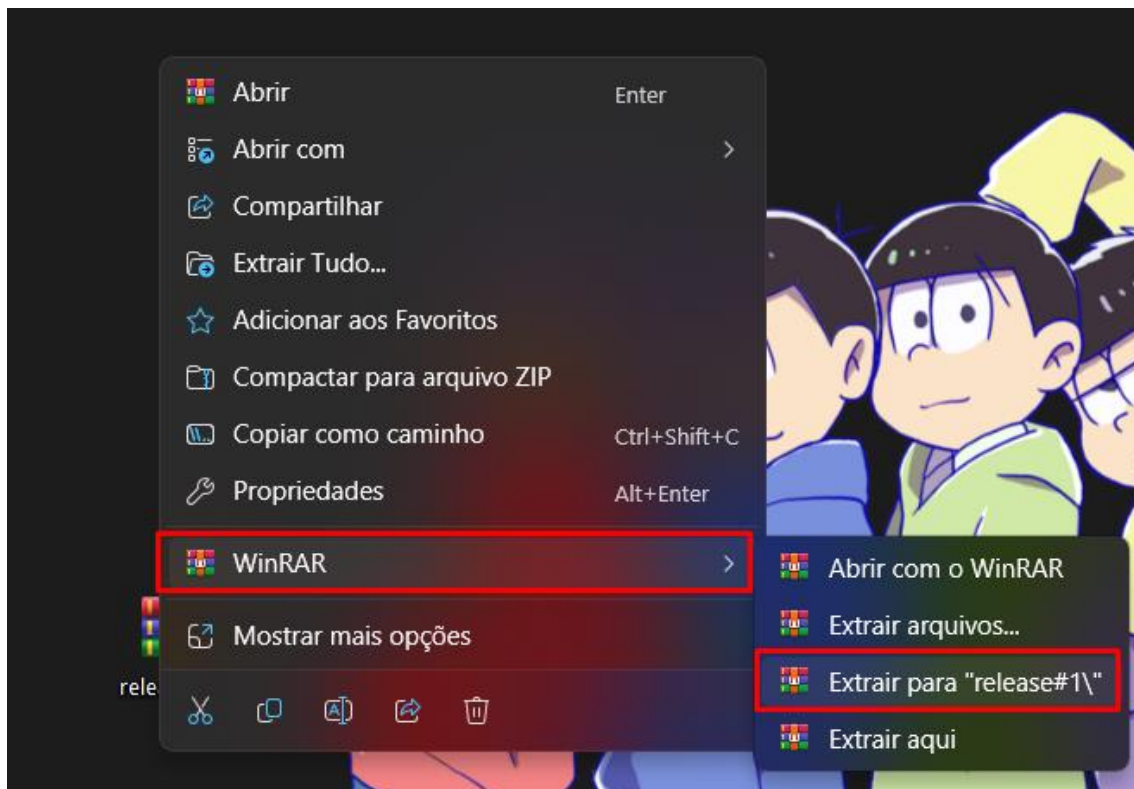 Abrir Enter
Abrir com
Compartilhar
Extrair Tudo...
Adicionar aos Favoritos
Compactar para arquivo ZIP
Copiar como caminho Ctrl+Shift+C
Propriedades Alt+Enter
WinRAR
Abrir com o WinRAR
Extrair arquivos...
Extrair para "release#1\"
Extrair aqui
Mostrar mais opções
rele